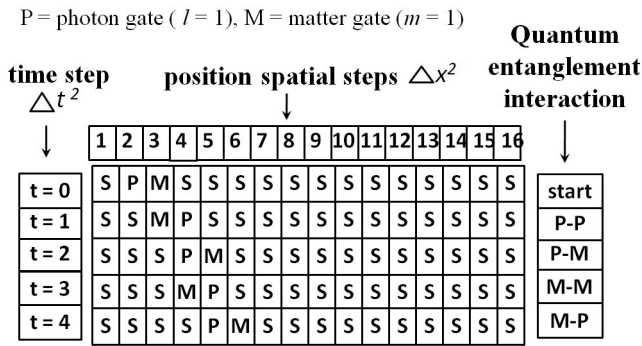 P = photon gate ( l = 1), M = matter gate (m = 1)
time step
△t ²
position spatial steps △x²
Quantum
entanglement
interaction
1 2 3 4 5 6 7 8 9 10 11 12 13 14 15 16
t = 0 S P M S S S S S S S S S S S S S start
t = 1 S S M P S S S S S S S S S S S S P-P
t = 2 S S S P M S S S S S S S S S S S P-M
t = 3 S S S M P S S S S S S S S S S S M-M
t = 4 S S S S P M S S S S S S S S S S M-P